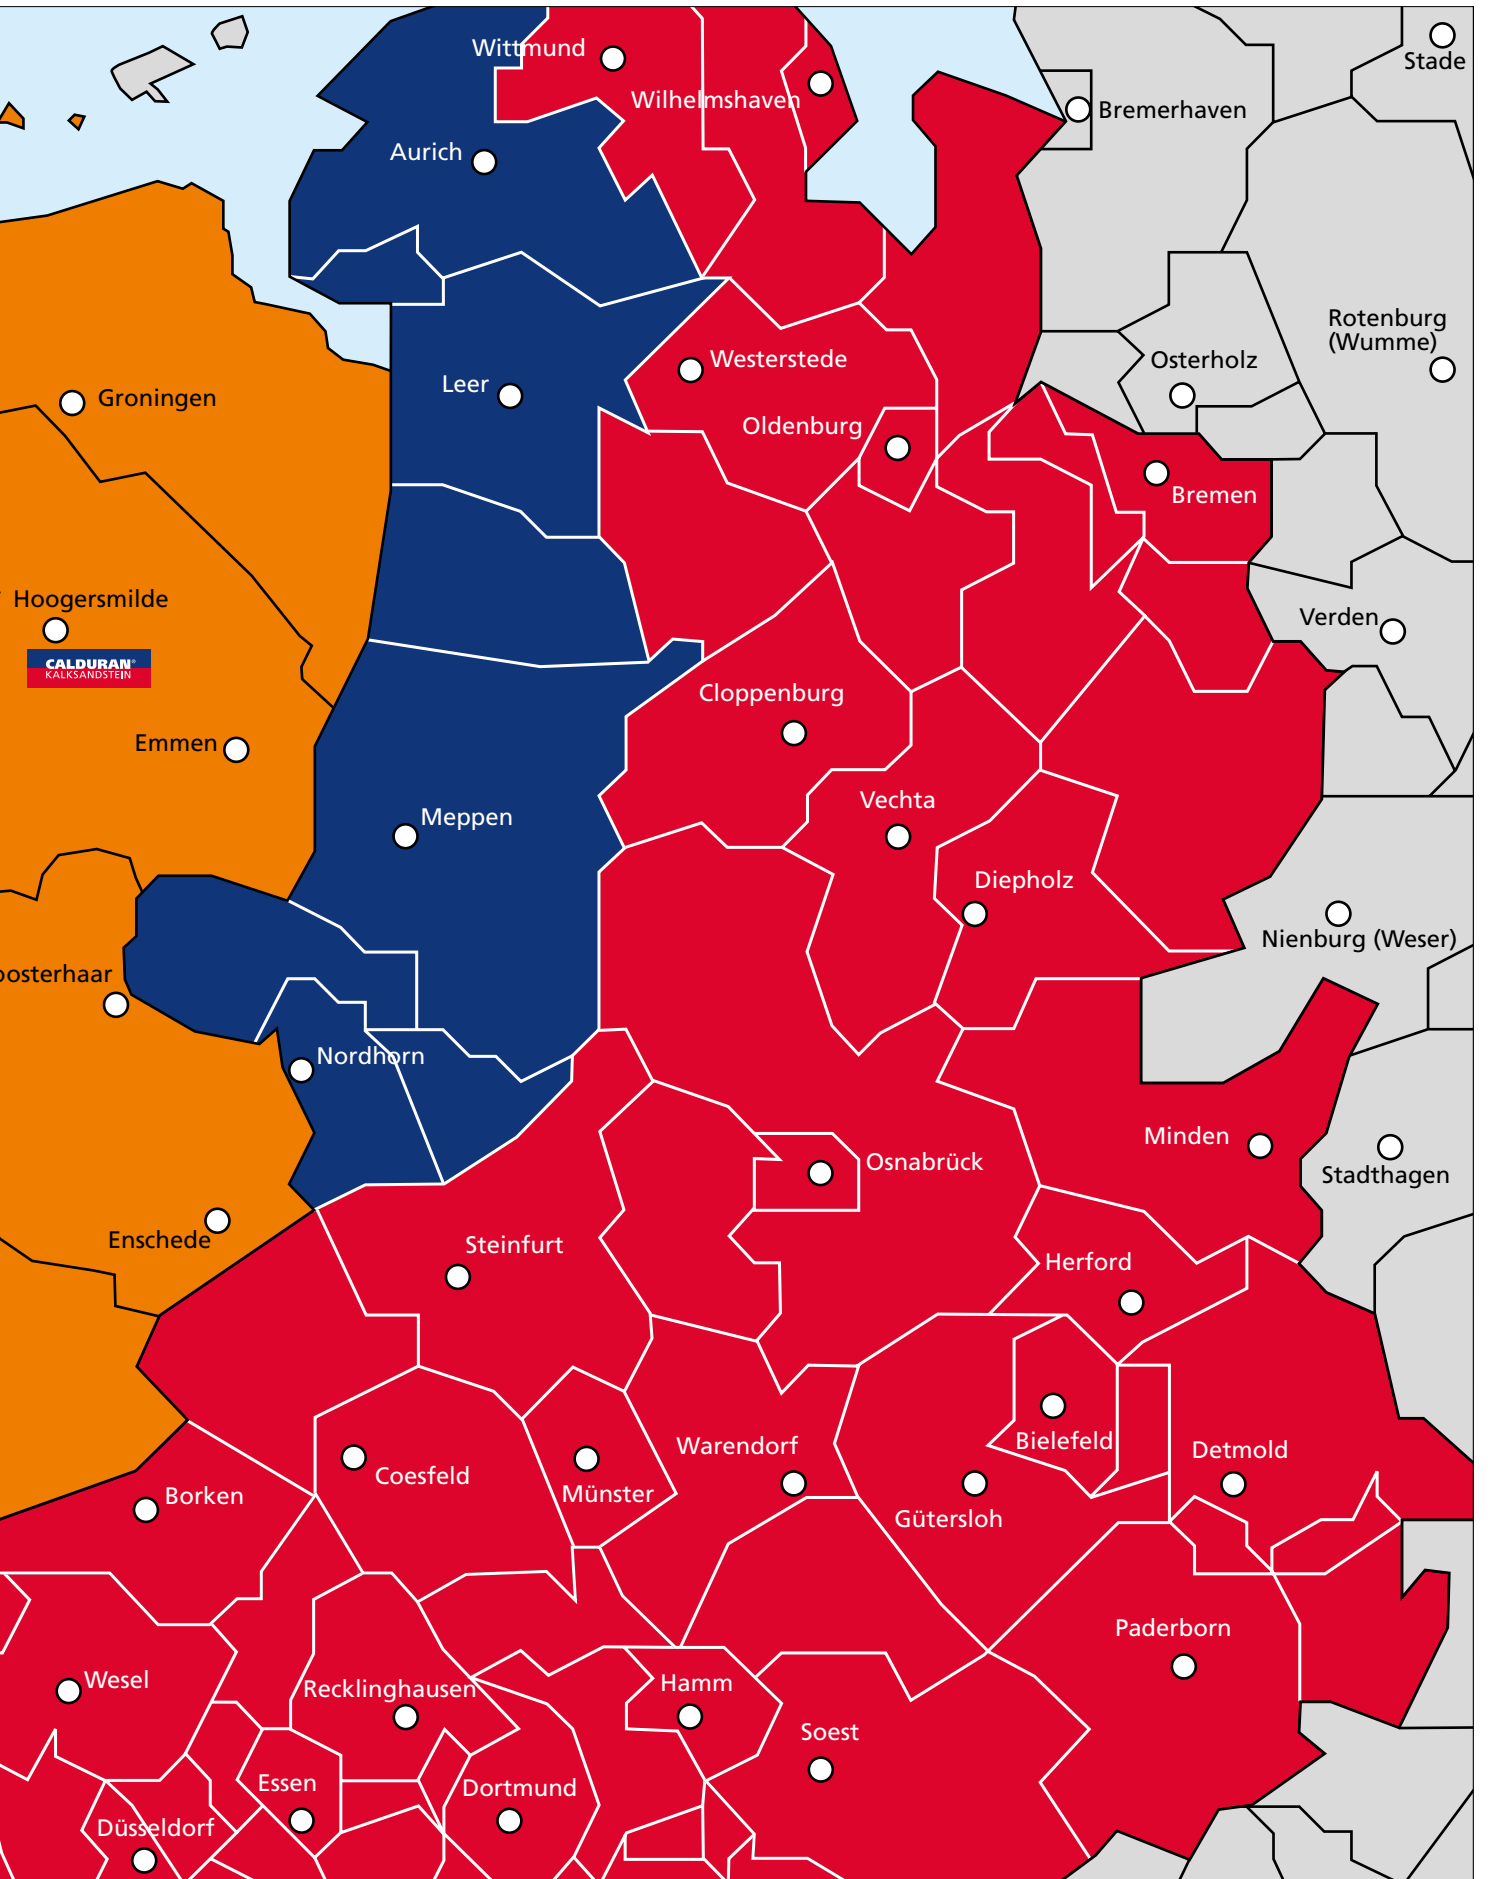 Wittmund
Stade
Wilhelmshaven
Bremerhaven
Aurich
Rotenburg
(Wumme)
Westerstede
Osterholz
Leer
Groningen
Oldenburg
Bremen
Hoogersmilde
Verden
CALDURAN®
KALKSANDSTEIN
Cloppenburg
Emmen
Vechta
Meppen
Diepholz
Nienburg (Weser)
oosterhaar
Nordhorn
Minden
Osnabrück
Stadthagen
Enschede
Steinfurt
Herford
Bielefeld
Warendorf
Detmold
Coesfeld
Münster
Borken
Gütersloh
Paderborn
Wesel
Recklinghausen
Hamm
Soest
Essen
Dortmund
Düsseldorf